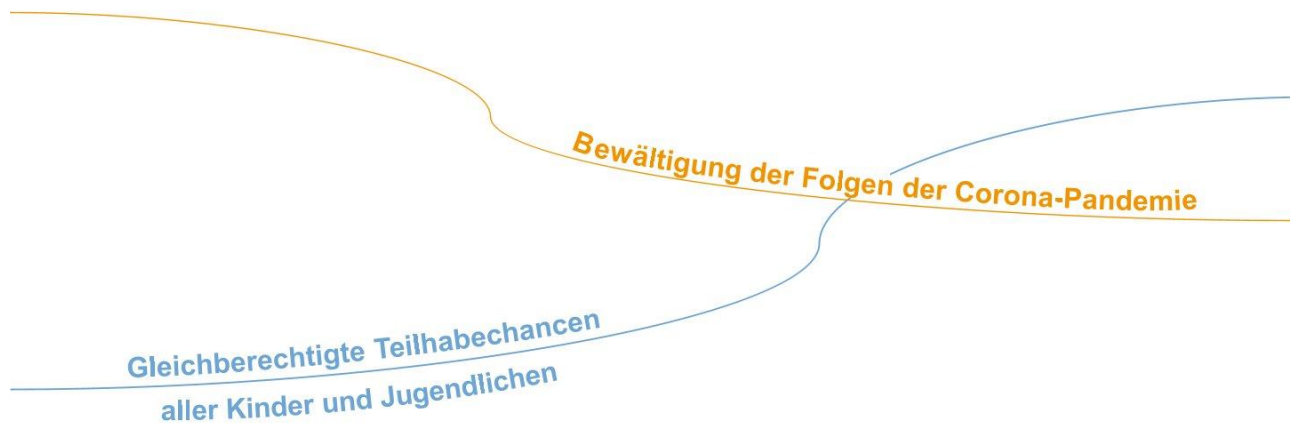 Bewältigung der Folgen der Corona-Pandemie
Gleichberechtigte Teilhabechancen
aller Kinder und Jugendlichen